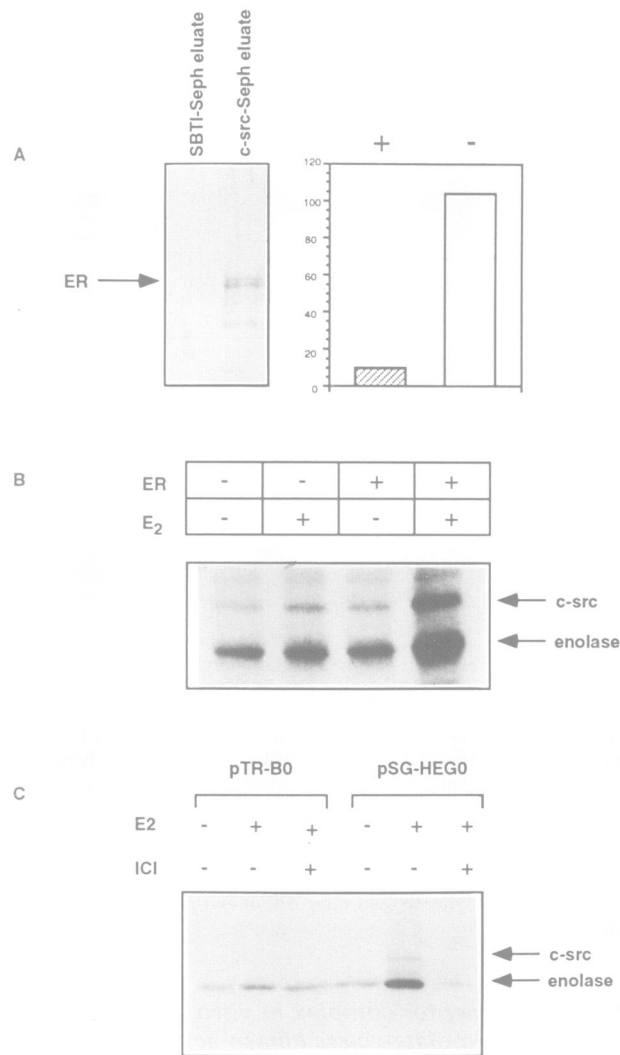 SBTI-Seph eluate
c-src-Seph eluate
A
+ -
ER
120
100
80
60
40
20
0
B
ER - - + +
E2 - + - +
c-src
enolase
pTR-B0 pSG-HEG0
C
E2 - + + - + +
ICI - - + - - +
c-src
enolase